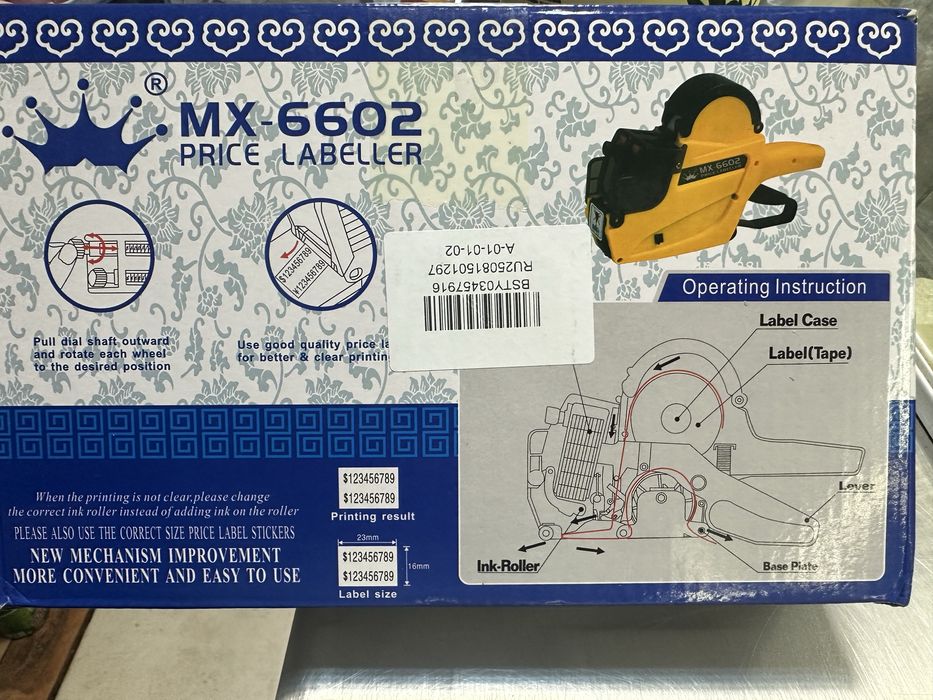 ®
MX-6602
PRICE LABELLER
MX-6602
PRICE LABELLER
$123456789
¥123456789
Pull dial shaft outward
and rotate each wheel
to the desired position
Use good quality price
for better & clear printin
A-01-01-02
RU25081501297
BSTY03457916
Operating Instruction
Label Case
Label(Tape)
Lever
Ink-Roller
Base Plate
When the printing is not clear,please change
the correct ink roller instead of adding ink on the roller
PLEASE ALSO USE THE CORRECT SIZE PRICE LABEL STICKERS
NEW MECHANISM IMPROVEMENT
MORE CONVENIENT AND EASY TO USE
$123456789
$123456789
Printing result
23mm
$123456789
$123456789
16mm
Label size